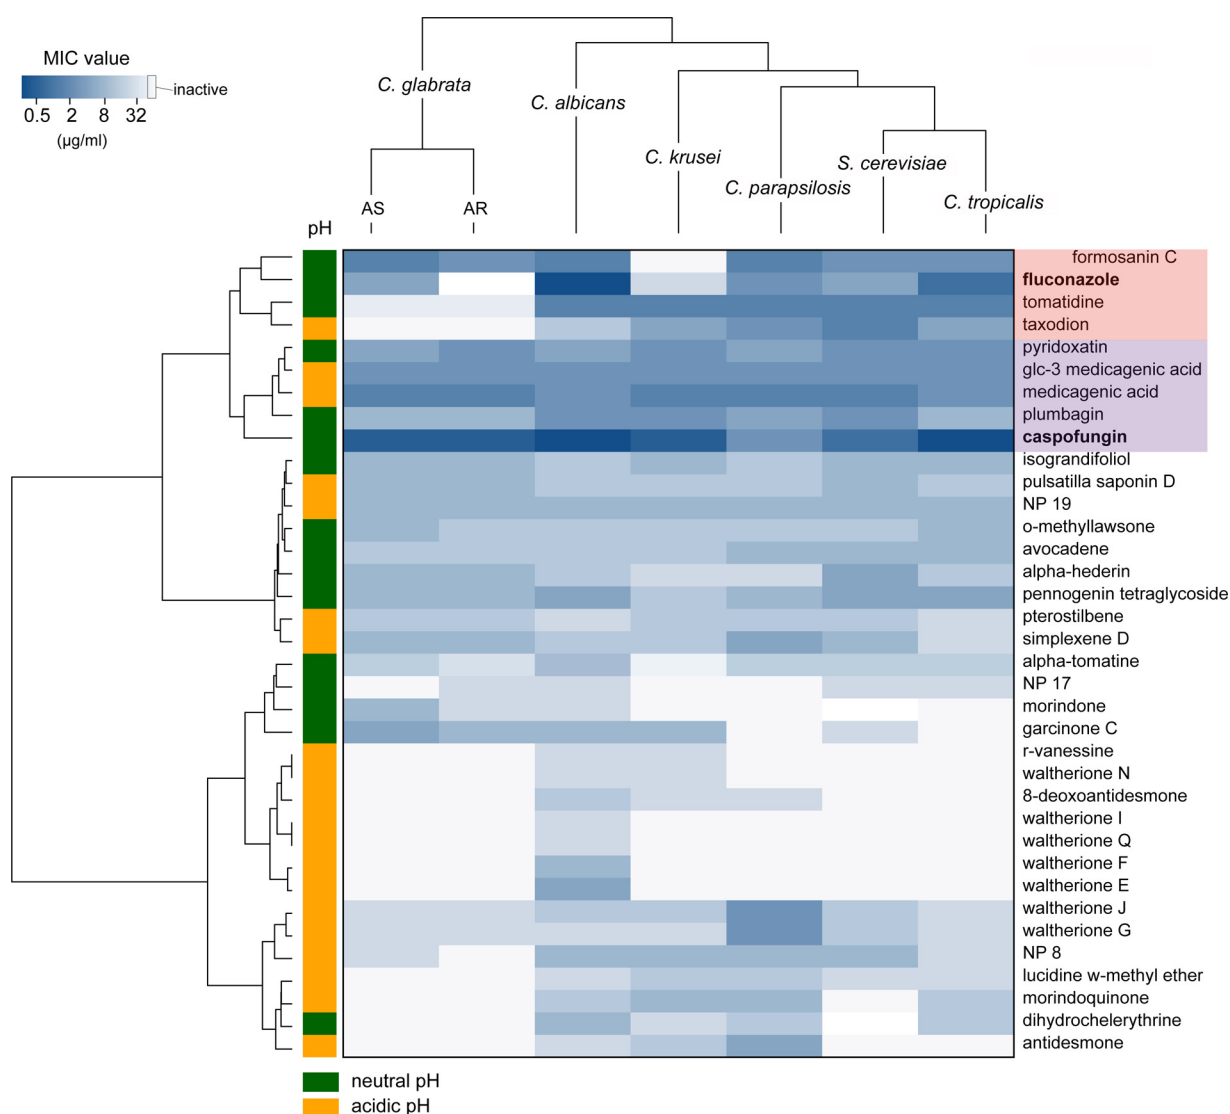 MIC value
inactive
0.5 2 8 32
(µg/ml)
C. glabrata
C. albicans
C. krusei
S. cerevisiae
C. parapsilosis
C. tropicalis
AS
AR
pH
formosanin C
fluconazole
tomatidine
taxodion
pyridoxatin
glc-3 medicagenic acid
medicagenic acid
plumbagin
caspofungin
isograndifoliol
pulsatilla saponin D
NP 19
o-methyllawsone
avocadene
alpha-hederin
pennogenin tetraglycoside
pterostilbene
simplexene D
alpha-tomatine
NP 17
morindone
garcinone C
r-vanessine
waltherione N
8-deoxoantidesmone
waltherione I
waltherione Q
waltherione F
waltherione E
waltherione J
waltherione G
NP 8
lucidine w-methyl ether
morindoquinone
dihydrochelerythrine
antidesmone
neutral pH
acidic pH